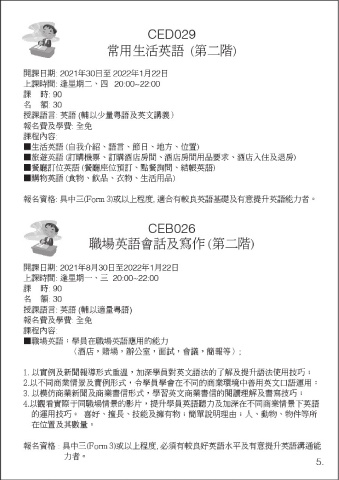 CED029
常用生活英語 (第二階)
開課日期: 2021年30日至 2022年1月22日
上課時間: 逢星期二、四 20:00~22:00
課 時: 90
名 額: 30
授課語言: 英語 (輔以少量粵語及英文講義)
報名費及學費: 全免
課程內容:
■生活英語 (自我介紹、語言、節日、地方、位置)
■旅遊英語 (訂購機票、訂購酒店房間、酒店房間用品要求、酒店入住及退房)
■餐廳訂位英語 (餐廳座位預訂、點餐詢問、結帳英語)
■購物英語 (食物、飲品、衣物、生活用品)
報名資格: 具中三(Form 3)或以上程度, 適合有較良英語基礎及有意提升英語能力者。
CEB026
職場英語會話及寫作 (第二階)
開課日期: 2021年8月30日至2022年1月22日
上課時間: 逢星期一、三 20:00~22:00
課 時: 90
名 額: 30
授課語言: 英語 (輔以適量粵語)
報名費及學費: 全免
課程內容:
■職場英語:學員在職場英語應用的能力
(酒店,賭場,辦公室,面試,會議,簡報等);
1. 以實例及新聞報導形式重溫,加深學員對英文語法的了解及提升語法使用技巧;
2.以不同商業情景及實例形式,令學員學會在不同的商業環境中善用英文口語運用;
3. 以模仿商業新聞及商業書信形式,學習英文商業書信的閱讀理解及書寫技巧;
4.以觀看實際于同職場情景的影片,提升學員英語聽力及加深在不同商業情景下英語
的運用技巧。 喜好、擅長、技能及擁有物;簡單說明理由;人、動物、物件等所
在位置及其數量。
報名資格: 具中三(Form 3)或以上程度, 必須有較良好英語水平及有意提升英語溝通能
力者。
5.